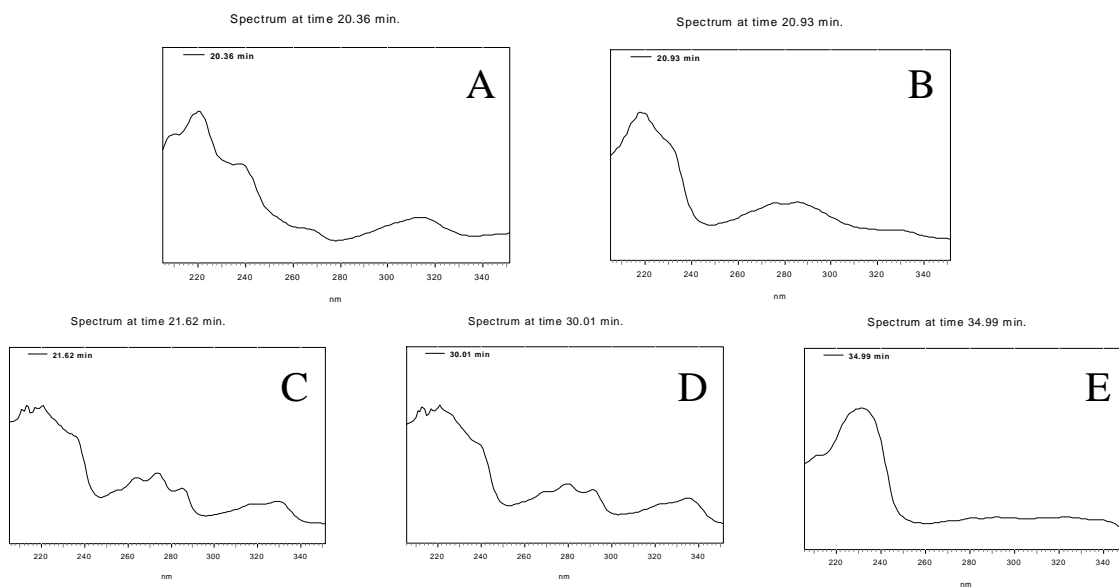 Spectrum at time 20.36 min.
20.36 min
A
220 240 260 280 300 320 340
nm
Spectrum at time 20.93 min.
20.93 min
B
220 240 260 280 300 320 340
nm
Spectrum at time 21.62 min.
21.62 min
C
220 240 260 280 300 320 340
nm
Spectrum at time 30.01 min.
30.01 min
D
220 240 260 280 300 320 340
nm
Spectrum at time 34.99 min.
34.99 min
E
220 240 260 280 300 320 340
nm